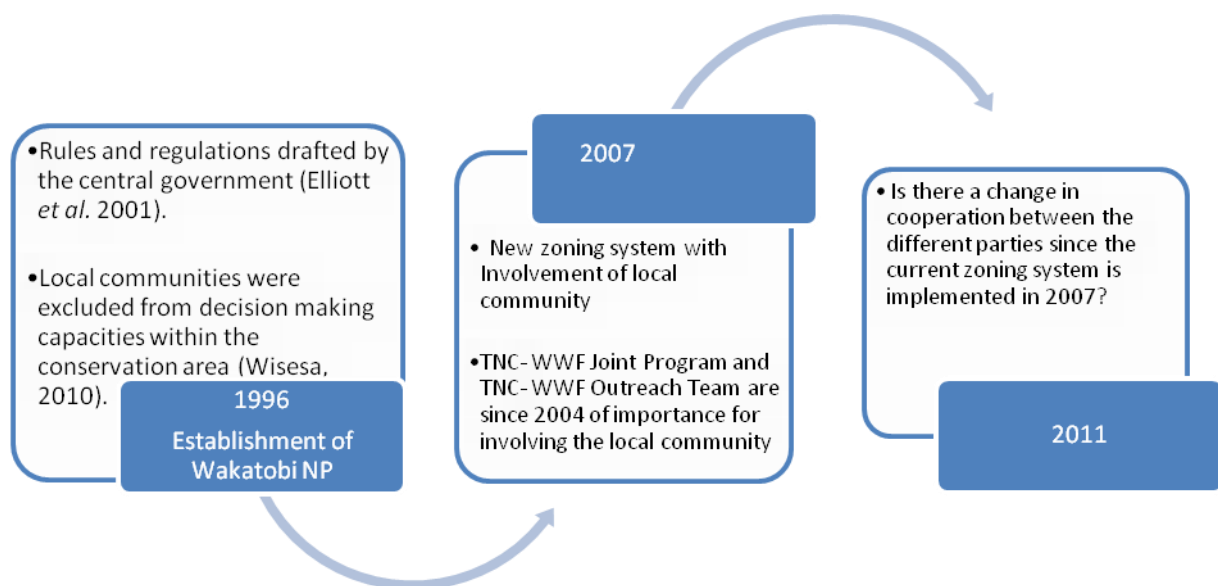 •Rules and regulations drafted by
the central government (Elliott
et al. 2001).
•Local communities were
excluded from decision making
capacities within the
conservation area (Wisesa,
2010).
1996
Establishment of
Wakatobi NP
2007
• New zoning system with
Involvement of local
community
•TNC-WWF Joint Program and
TNC-WWF Outreach Team are
since 2004 of importance for
involving the local community
• Is there a change in
cooperation between the
different parties since the
current zoning system is
implemented in 2007?
2011